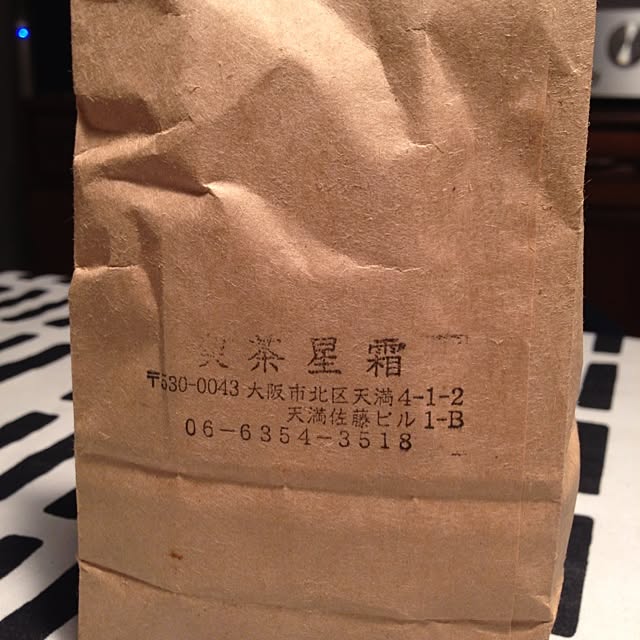 茶星霜
〒530-0043 大阪市北区天満4-1-2
天満佐藤ビル 1-B
06-6354-3518